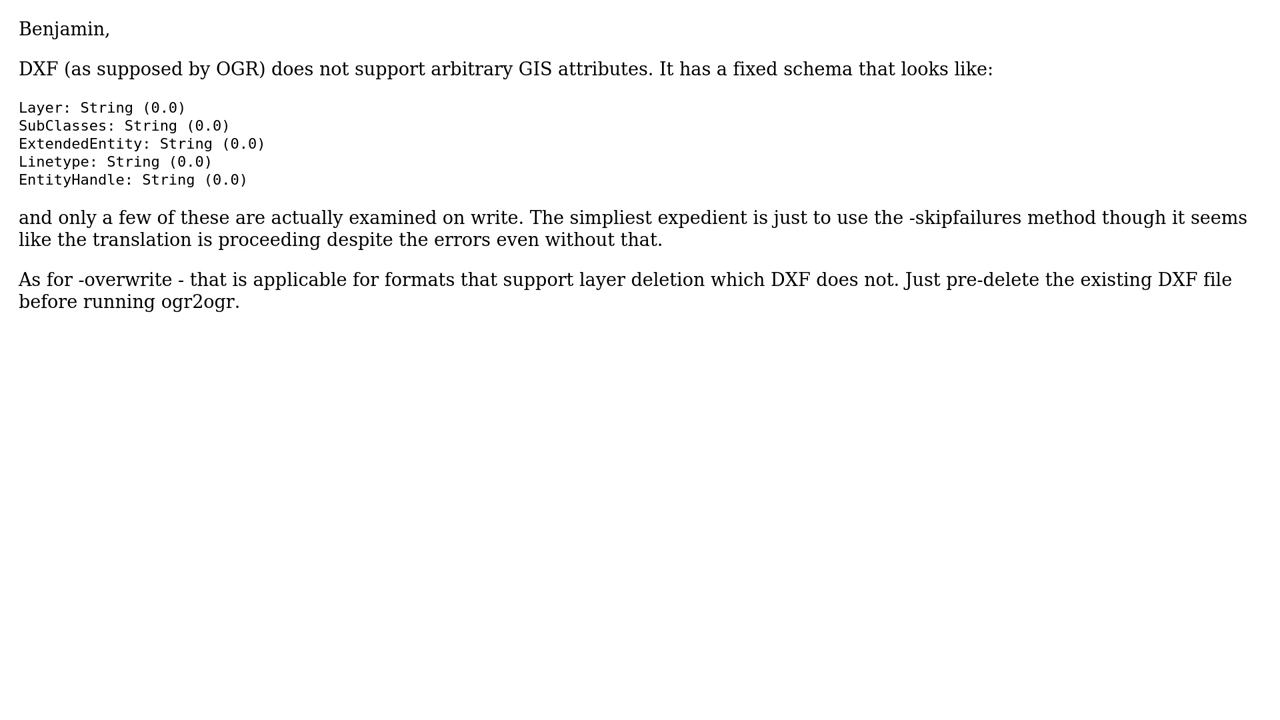 Benjamin,
DXF (as supposed by OGR) does not support arbitrary GIS attributes. It has a fixed schema that looks like:
Layer: String (0.0)
SubClasses: String (0.0)
ExtendedEntity: String (0.0)
Linetype: String (0.0)
EntityHandle: String (0.0)
and only a few of these are actually examined on write. The simpliest expedient is just to use the -skipfailures method though it seems
like the translation is proceeding despite the errors even without that.
As for -overwrite - that is applicable for formats that support layer deletion which DXF does not. Just pre-delete the existing DXF file
before running ogr2ogr.